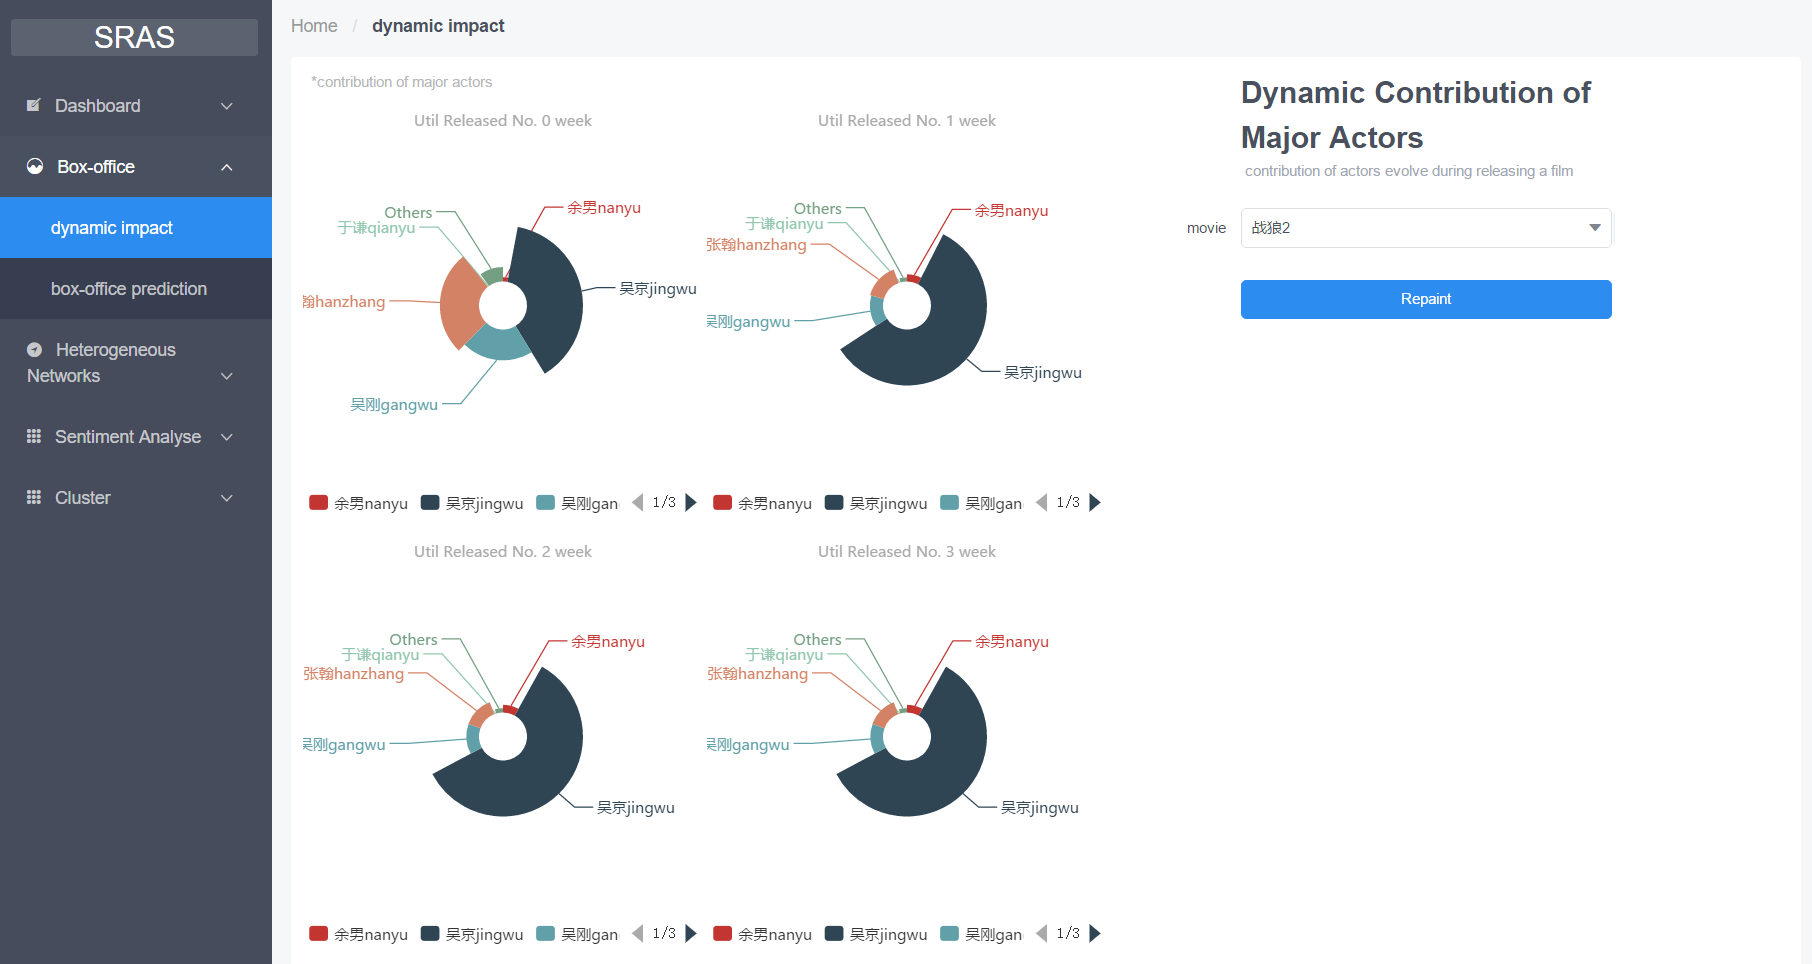 SRAS
Dashboard
Box-office
dynamic impact
box-office prediction
Heterogeneous
Networks
Sentiment Analyse
Cluster
Home / dynamic impact
*contribution of major actors
Util Released No. 0 week
Others
于谦qianyu
翰hanzhang
吴刚gangwu
余男nanyu
吴京jingwu
余男nanyu 吴京jingwu 吴刚gan 1/3
Util Released No. 1 week
Others
于谦qianyu
张翰hanzhang
吴刚gangwu
余男nanyu
吴京jingwu
余男nanyu 吴京jingwu 吴刚gan 1/3
Util Released No. 2 week
Others
于谦qianyu
张翰hanzhang
吴刚gangwu
余男nanyu
吴京jingwu
余男nanyu 吴京jingwu 吴刚gan 1/3
Util Released No. 3 week
Others
于谦qianyu
张翰hanzhang
吴刚gangwu
余男nanyu
吴京jingwu
余男nanyu 吴京jingwu 吴刚gan 1/3
Dynamic Contribution of
Major Actors
contribution of actors evolve during releasing a film
movie 战狼2
Repaint